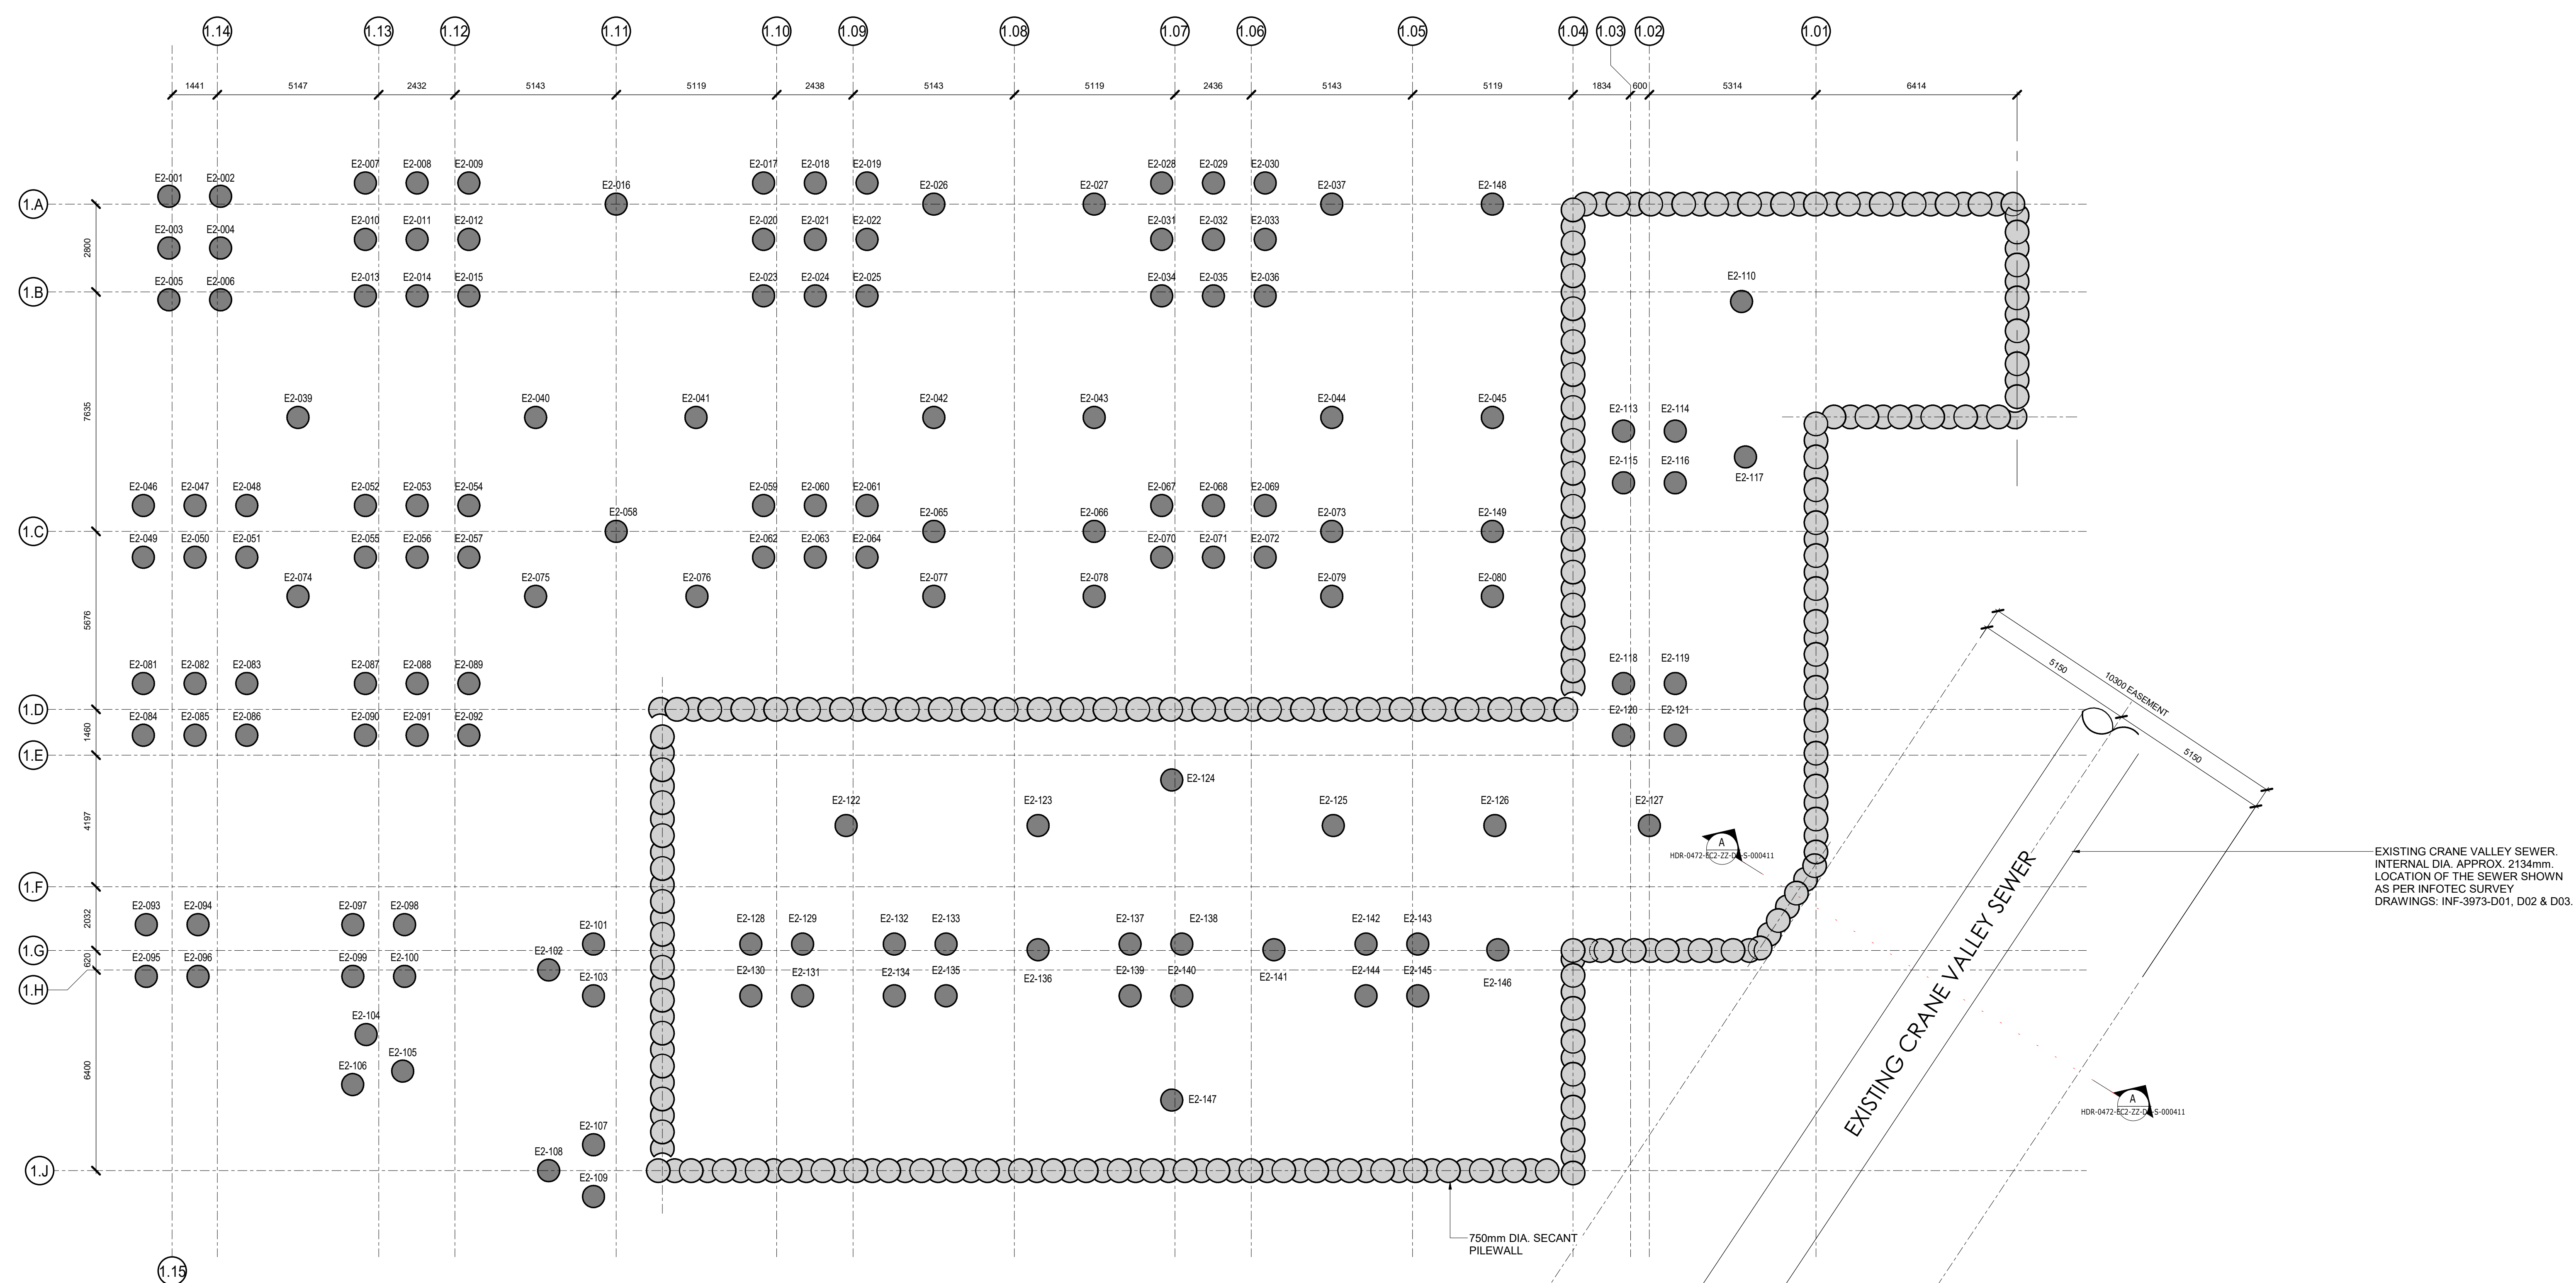 1.14 1.13 1.12 1.11 1.10 1.09 1.08 1.07 1.06 1.05 1.04 1.03 1.02 1.01
1441 5147 2432 5143 5119 2438 5143 5119 2436 5143 5119 1834 600 5314 6414
E2-007 E2-008 E2-009 E2-017 E2-018 E2-019 E2-028 E2-029 E2-030
E2-001 E2-002 E2-016 E2-026 E2-027 E2-037 E2-148
1.A
E2-010 E2-011 E2-012 E2-020 E2-021 E2-022 E2-031 E2-032 E2-033
E2-003 E2-004
2800
E2-013 E2-014 E2-015 E2-023 E2-024 E2-025 E2-034 E2-035 E2-036 E2-110
E2-005 E2-006
1.B
7635
E2-039 E2-040 E2-041 E2-042 E2-043 E2-044 E2-045
E2-113 E2-114
E2-115 E2-116
E2-117
E2-046 E2-047 E2-048 E2-052 E2-053 E2-054 E2-059 E2-060 E2-061 E2-067 E2-068 E2-069
E2-058 E2-065 E2-066 E2-073 E2-149
1.C
E2-049 E2-050 E2-051 E2-055 E2-056 E2-057 E2-062 E2-063 E2-064 E2-070 E2-071 E2-072
E2-074 E2-075 E2-076 E2-077 E2-078 E2-079 E2-080
5676
E2-081 E2-082 E2-083 E2-087 E2-088 E2-089 E2-118 E2-119
5150
10300 EASEMENT
5150
1.D
E2-084 E2-085 E2-086 E2-090 E2-091 E2-092 E2-120 E2-121
1460
1.E
E2-124
E2-122 E2-123 E2-125 E2-126 E2-127
4197
A
HDR-0472-EC2-ZZ-D -S-000411
EXISTING CRANE VALLEY SEWER.
INTERNAL DIA. APPROX. 2134mm.
LOCATION OF THE SEWER SHOWN
AS PER INFOTEC SURVEY
DRAWINGS: INF-3973-D01, D02 & D03.
1.F
E2-093 E2-094 E2-097 E2-098
2032
E2-101 E2-128 E2-129 E2-132 E2-133 E2-137 E2-138 E2-142 E2-143
1.G
E2-102
620
E2-095 E2-096 E2-099 E2-100 E2-103 E2-130 E2-131 E2-134 E2-135 E2-136 E2-139 E2-140 E2-141 E2-144 E2-145 E2-146
1.H
EXISTING CRANE VALLEY SEWER
E2-104
E2-105
E2-106
6400
E2-147
A
HDR-0472-EC2-ZZ-D -S-000411
E2-107
E2-108
1.J
E2-109
750mm DIA. SECANT
PILEWALL
1.15